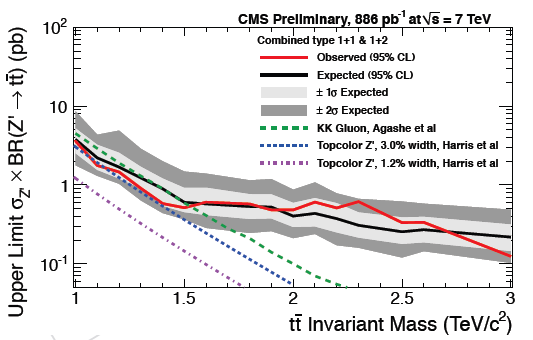 CMS Preliminary, 886 pb⁻¹ at √s = 7 TeV
Combined type 1+1 & 1+2
Observed (95% CL)
Expected (95% CL)
± 1σ Expected
± 2σ Expected
KK Gluon, Agashe et al
Topcolor Z', 3.0% width, Harris et al
Topcolor Z', 1.2% width, Harris et al
Upper Limit σ_Z' × BR(Z' → tt̄) (pb)
10²
10
1
10⁻¹
1 1.5 2 2.5 3
tt̄ Invariant Mass (TeV/c²)